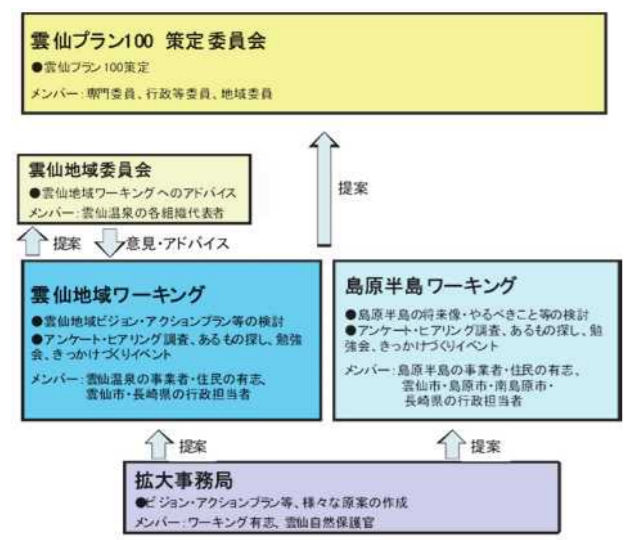 雲仙プラン100 策定委員会
●雲仙プラン100策定
メンバー：専門委員、行政等委員、地域委員
雲仙地域委員会
●雲仙地域ワーキングへのアドバイス
メンバー：雲仙温泉の各組織代表者
提案
提案
意見・アドバイス
雲仙地域ワーキング
●雲仙地域ビジョン・アクションプラン等の検討
●アンケート・ヒアリング調査、あるもの探し、勉強
会、きっかけづくりイベント
メンバー：雲仙温泉の事業者・住民の有志、
雲仙市・長崎県の行政担当者
島原半島ワーキング
●島原半島の将来像・やるべきこと等の検討
●アンケート・ヒアリング調査、あるもの探し、勉
強会、きっかけづくりイベント
メンバー：島原半島の事業者・住民の有志、
雲仙市・島原市・南島原市・
長崎県の行政担当者
提案
提案
拡大事務局
●ビジョン・アクションプラン等、様々な原案の作成
メンバー：ワーキング有志、雲仙自然保護官